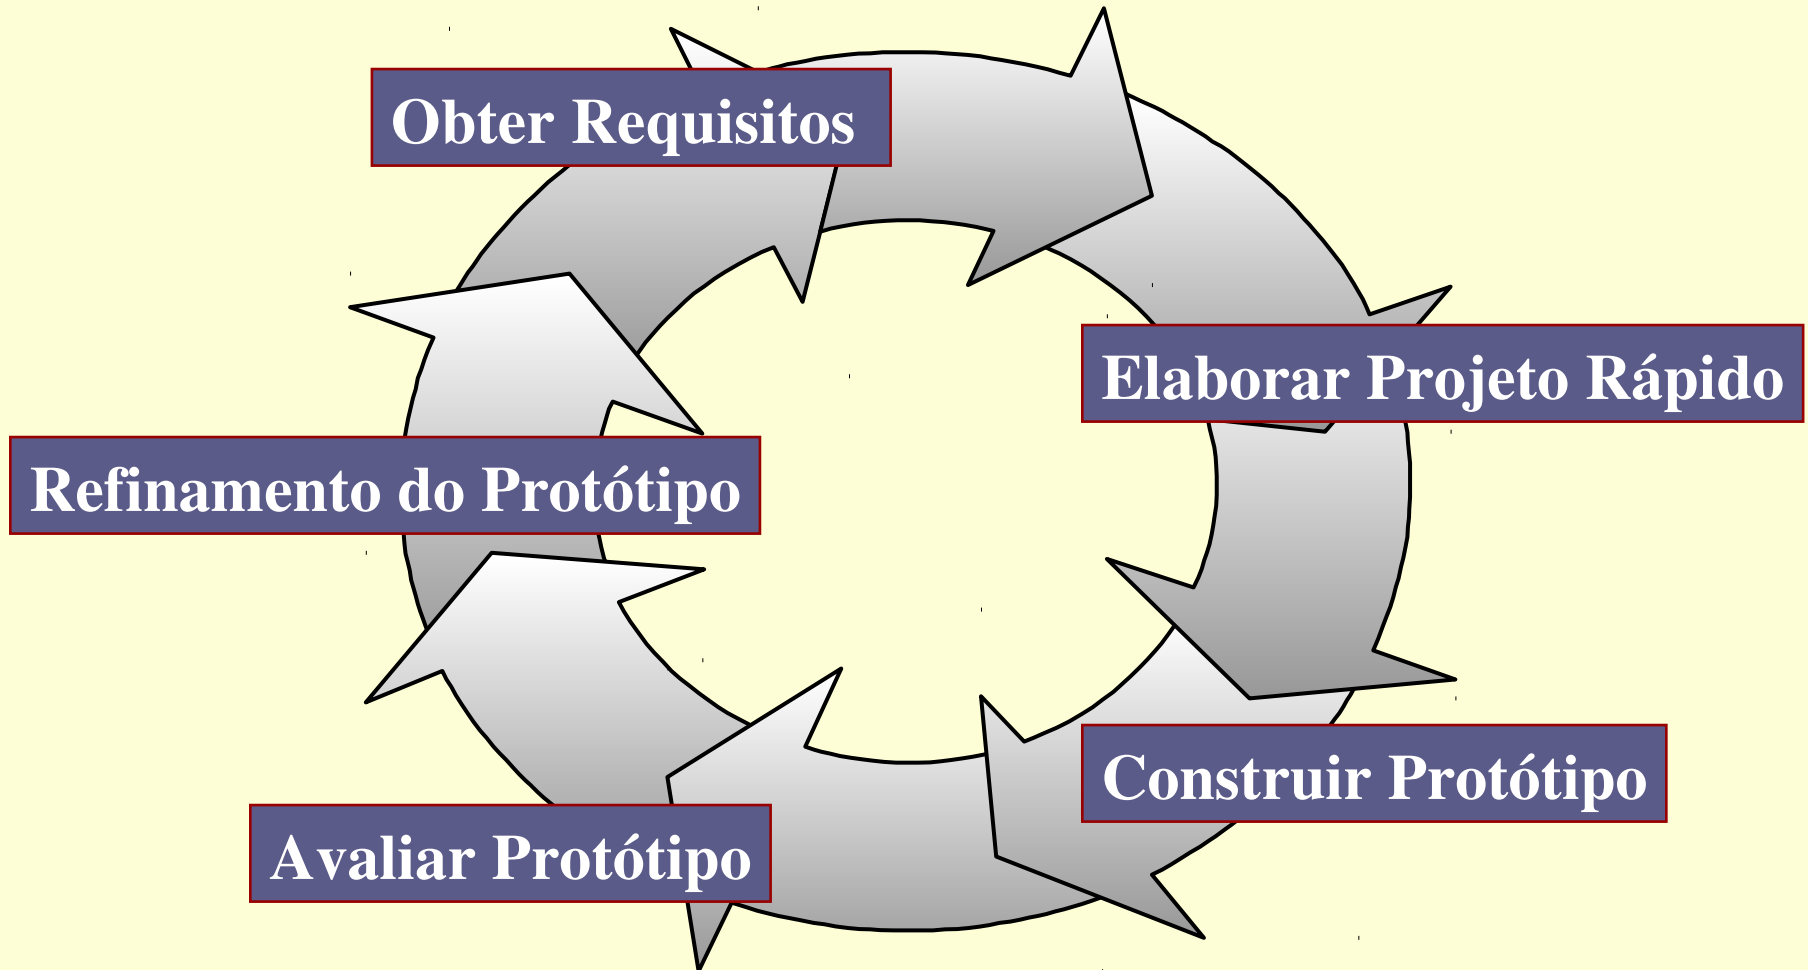 Obter Requisitos
Elaborar Projeto Rápido
Refinamento do Protótipo
Construir Protótipo
Avaliar Protótipo